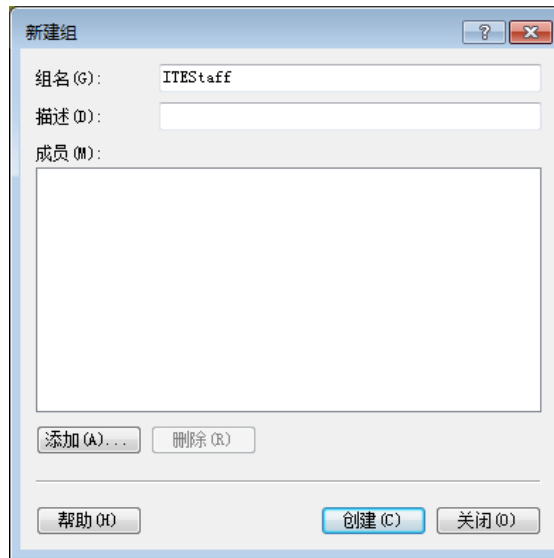 新建组
组名(G): ITEStaff
描述(D):
成员(M):
添加(A)... 删除(R)
帮助(H) 创建(C) 关闭(O)